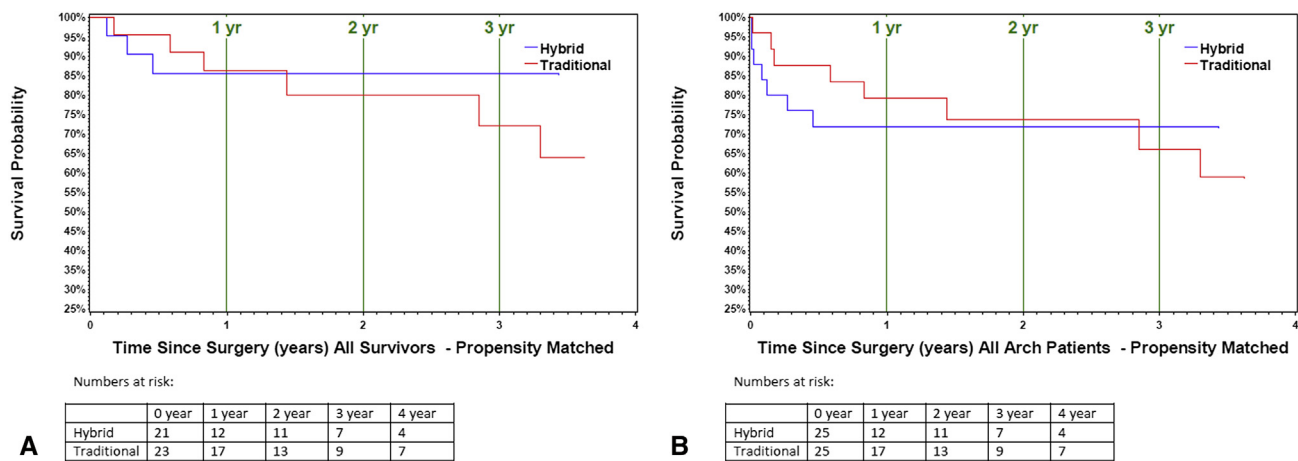 100%
95%
90%
85%
80%
75%
70%
65%
60%
55%
50%
45%
40%
35%
30%
25%
Survival Probability
1 yr
2 yr
3 yr
Hybrid
Traditional
0
1
2
3
4
Time Since Surgery (years) All Survivors - Propensity Matched
Numbers at risk:
0 year 1 year 2 year 3 year 4 year
Hybrid 21 12 11 7 4
Traditional 23 17 13 9 7
A
100%
95%
90%
85%
80%
75%
70%
65%
60%
55%
50%
45%
40%
35%
30%
25%
Survival Probability
1 yr
2 yr
3 yr
Hybrid
Traditional
0
1
2
3
4
Time Since Surgery (years) All Arch Patients - Propensity Matched
Numbers at risk:
0 year 1 year 2 year 3 year 4 year
Hybrid 25 12 11 7 4
Traditional 25 17 13 9 7
B